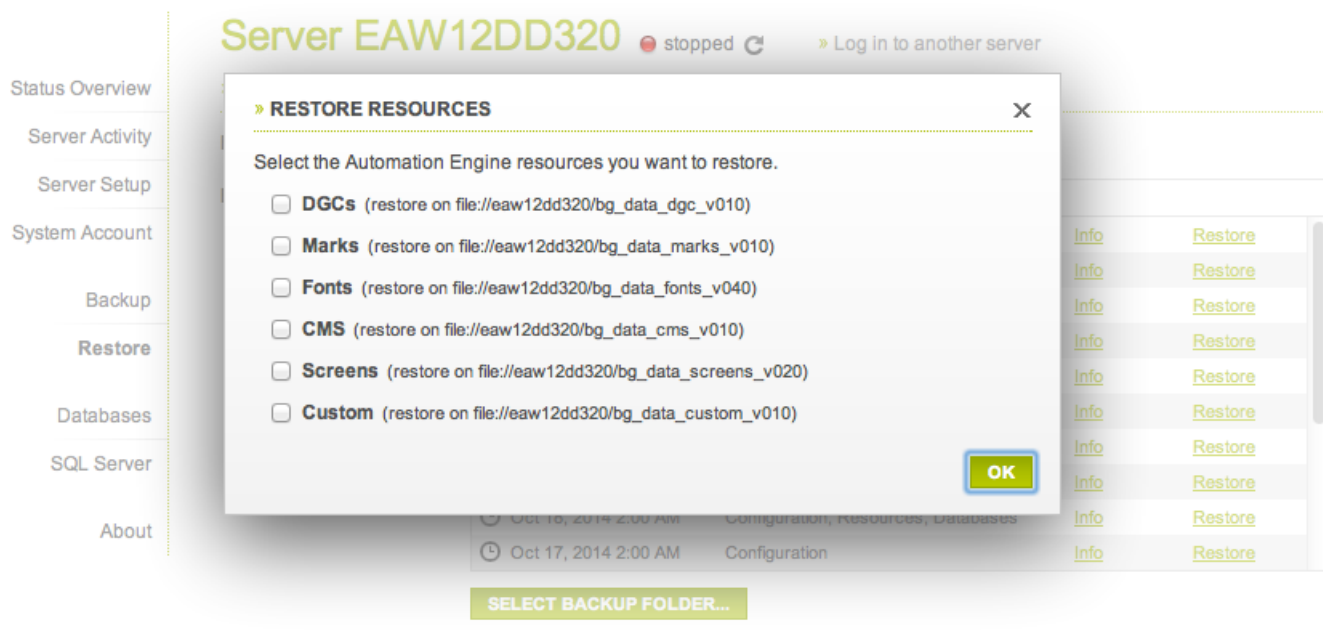 Server EAW12DD320 stopped » Log in to another server
Status Overview
Server Activity
Server Setup
System Account
Backup
Restore
Databases
SQL Server
About
» RESTORE RESOURCES
Select the Automation Engine resources you want to restore.
DGCs (restore on file://eaw12dd320/bg_data_dgc_v010)
Marks (restore on file://eaw12dd320/bg_data_marks_v010)
Fonts (restore on file://eaw12dd320/bg_data_fonts_v040)
CMS (restore on file://eaw12dd320/bg_data_cms_v010)
Screens (restore on file://eaw12dd320/bg_data_screens_v020)
Custom (restore on file://eaw12dd320/bg_data_custom_v010)
OK
Info Restore
Info Restore
Info Restore
Info Restore
Info Restore
Info Restore
Info Restore
Info Restore
Oct 18, 2014 2:00 AM Configuration, Resources, Databases Info Restore
Oct 17, 2014 2:00 AM Configuration Info Restore
SELECT BACKUP FOLDER...